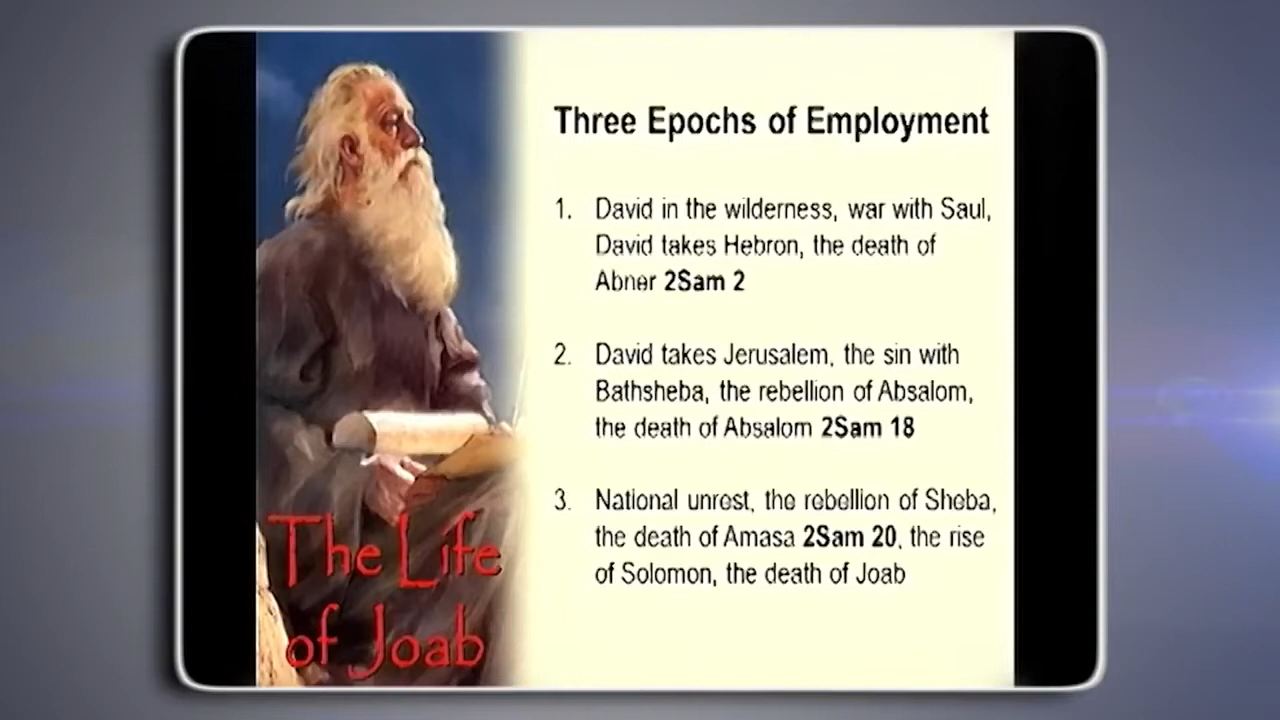 Three Epochs of Employment
1. David in the wilderness, war with Saul,
David takes Hebron, the death of
Abner 2Sam 2
2. David takes Jerusalem, the sin with
Bathsheba, the rebellion of Absalom,
the death of Absalom 2Sam 18
3. National unrest, the rebellion of Sheba,
the death of Amasa 2Sam 20, the rise
of Solomon, the death of Joab
The Life
of Joab